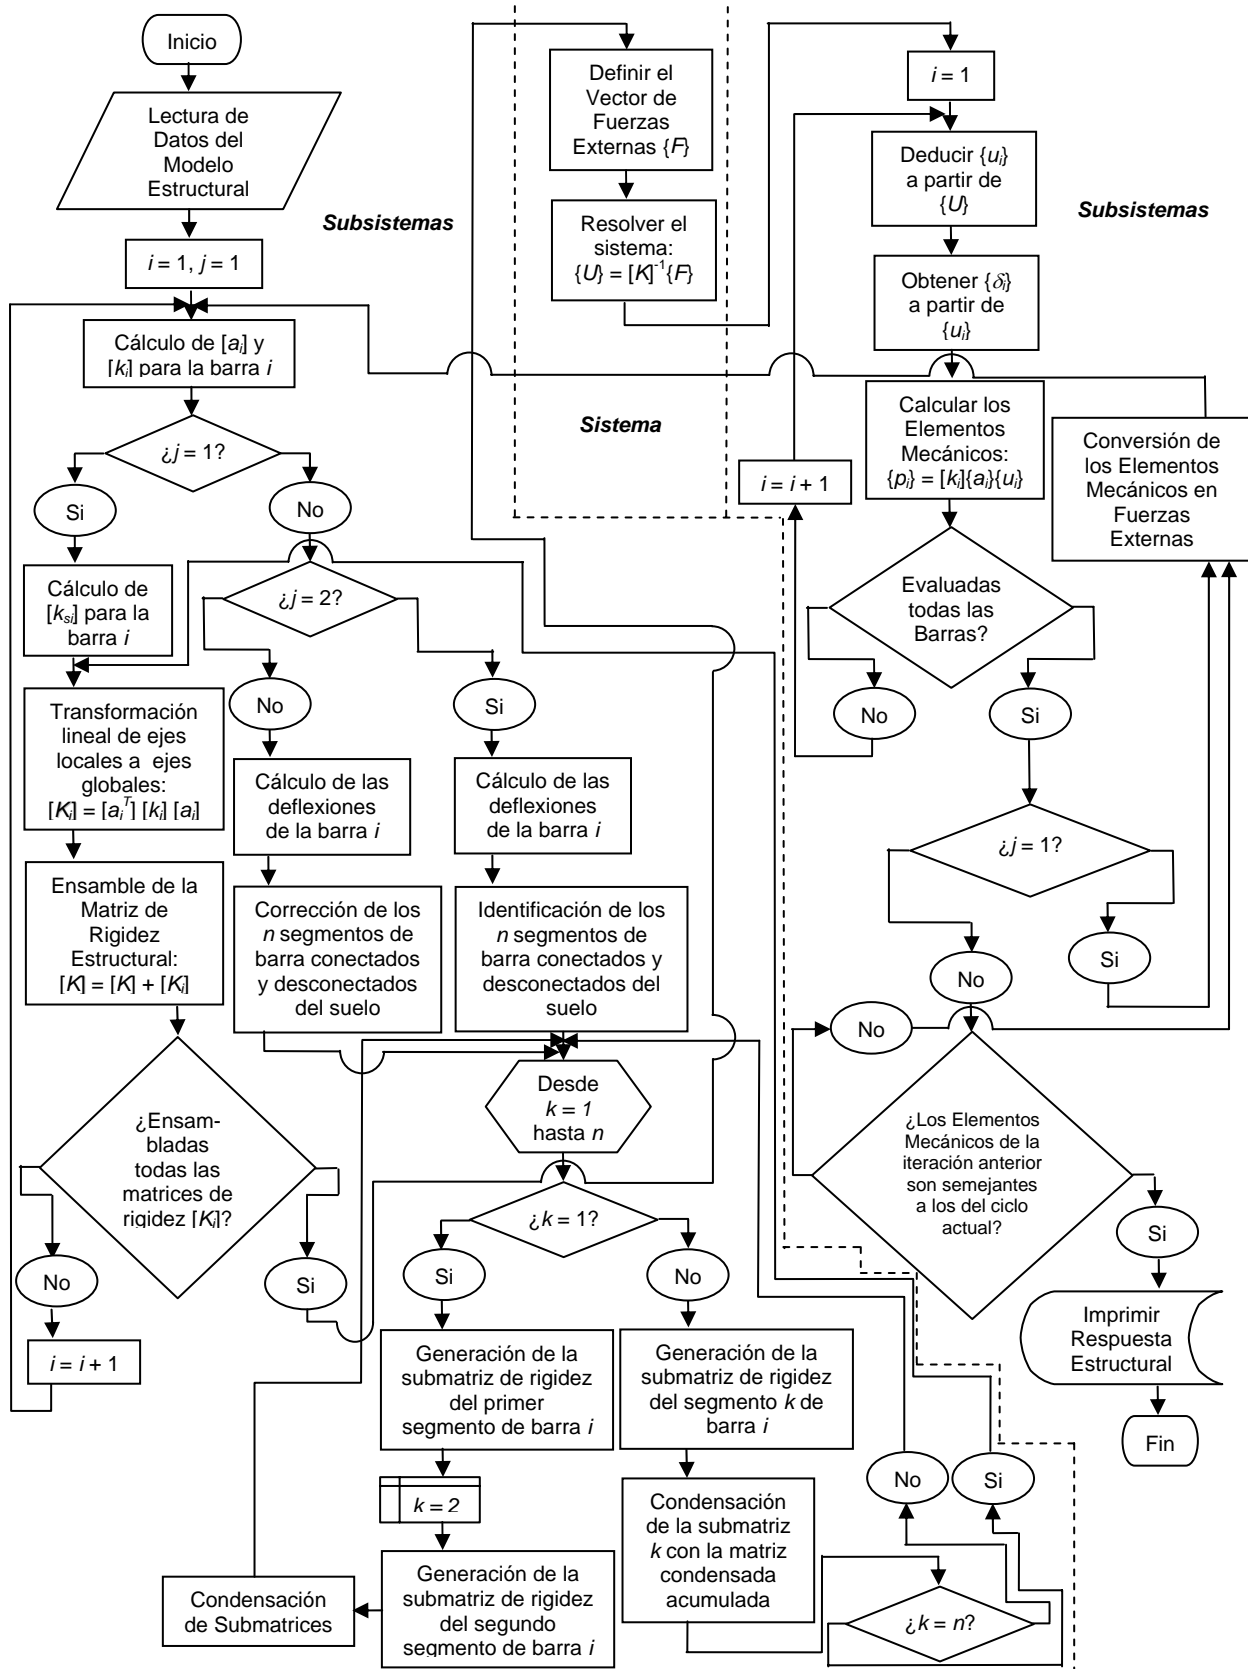 Inicio
Lectura de
Datos del
Modelo
Estructural
Subsistemas
i = 1, j = 1
Cálculo de [ai] y
[ki] para la barra i
¿j = 1?
Si
No
Cálculo de
[ksi] para la
barra i
¿j = 2?
No
Si
Transformación
lineal de ejes
locales a ejes
globales:
[Ki] = [aiT] [ki] [ai]
Cálculo de las
deflexiones
de la barra i
Cálculo de las
deflexiones
de la barra i
Ensamble de la
Matriz de
Rigidez
Estructural:
[K] = [K] + [Ki]
Corrección de los
n segmentos de
barra conectados
y desconectados
del suelo
Identificación de los
n segmentos de
barra conectados y
desconectados del
suelo
¿Ensam-
bladas
todas las
matrices de
rigidez [Ki]?
No
Si
i = i + 1
Desde
k = 1
hasta n
¿k = 1?
Si
No
Generación de la
submatriz de rigidez
del primer
segmento de barra i
Generación de la
submatriz de rigidez
del segmento k de
barra i
k = 2
Generación de la
submatriz de rigidez
del segundo
segmento de barra i
Condensación
de Submatrices
Condensación
de la submatriz
k con la matriz
condensada
acumulada
¿k = n?
No
Si
Definir el
Vector de
Fuerzas
Externas {F}
Resolver el
sistema:
{U} = [K]-1{F}
Sistema
i = 1
Deducir {ui}
a partir de
{U}
Subsistemas
Obtener {δi}
a partir de
{ui}
Calcular los
Elementos
Mecánicos:
{pi} = [ki]{ai}{ui}
i = i + 1
Conversión de
los Elementos
Mecánicos en
Fuerzas
Externas
Evaluadas
todas las
Barras?
No
Si
¿j = 1?
Si
No
No
¿Los Elementos
Mecánicos de la
iteración anterior
son semejantes
a los del ciclo
actual?
Si
Imprimir
Respuesta
Estructural
Fin